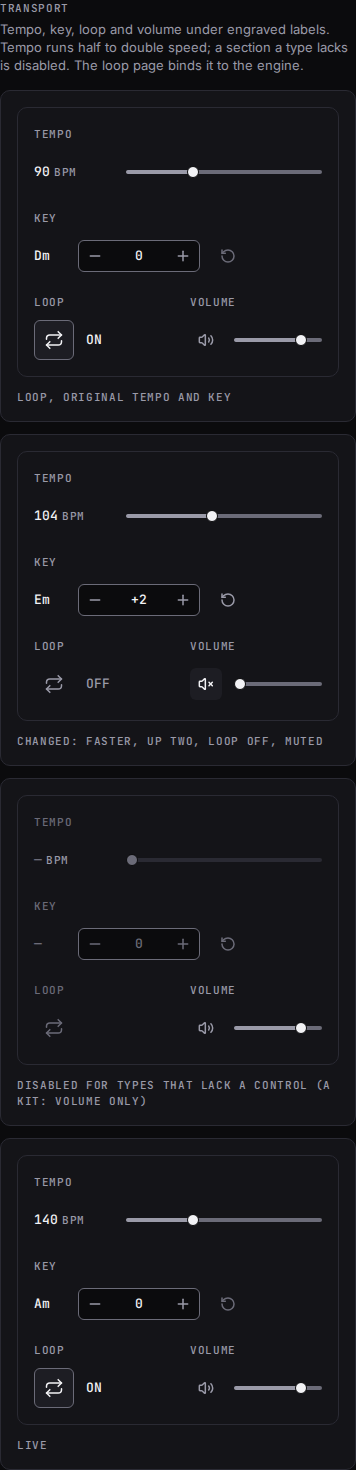 TRANSPORT
Tempo, key, loop and volume under engraved labels.
Tempo runs half to double speed; a section a type lacks
is disabled. The loop page binds it to the engine.
TEMPO
90 BPM
KEY
Dm − 0 +
LOOP VOLUME
ON
LOOP, ORIGINAL TEMPO AND KEY
TEMPO
104 BPM
KEY
Em − +2 +
LOOP VOLUME
OFF
CHANGED: FASTER, UP TWO, LOOP OFF, MUTED
TEMPO
— BPM
KEY
— − 0 +
LOOP VOLUME
DISABLED FOR TYPES THAT LACK A CONTROL (A
KIT: VOLUME ONLY)
TEMPO
140 BPM
KEY
Am − 0 +
LOOP VOLUME
ON
LIVE